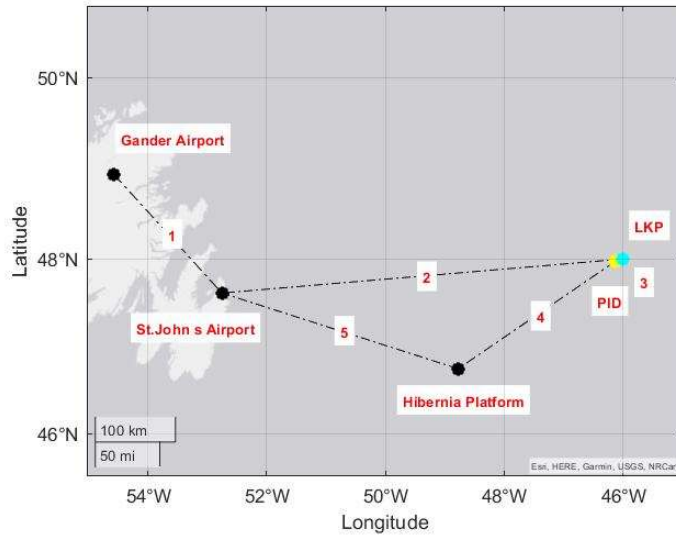 50°N
Gander Airport
LKP
1
48°N
2
3
PID
St.John s Airport
5
4
Hibernia Platform
46°N
100 km
50 mi
Esri, HERE, Garmin, USGS, NRCan
54°W 52°W 50°W 48°W 46°W
Longitude
Latitude